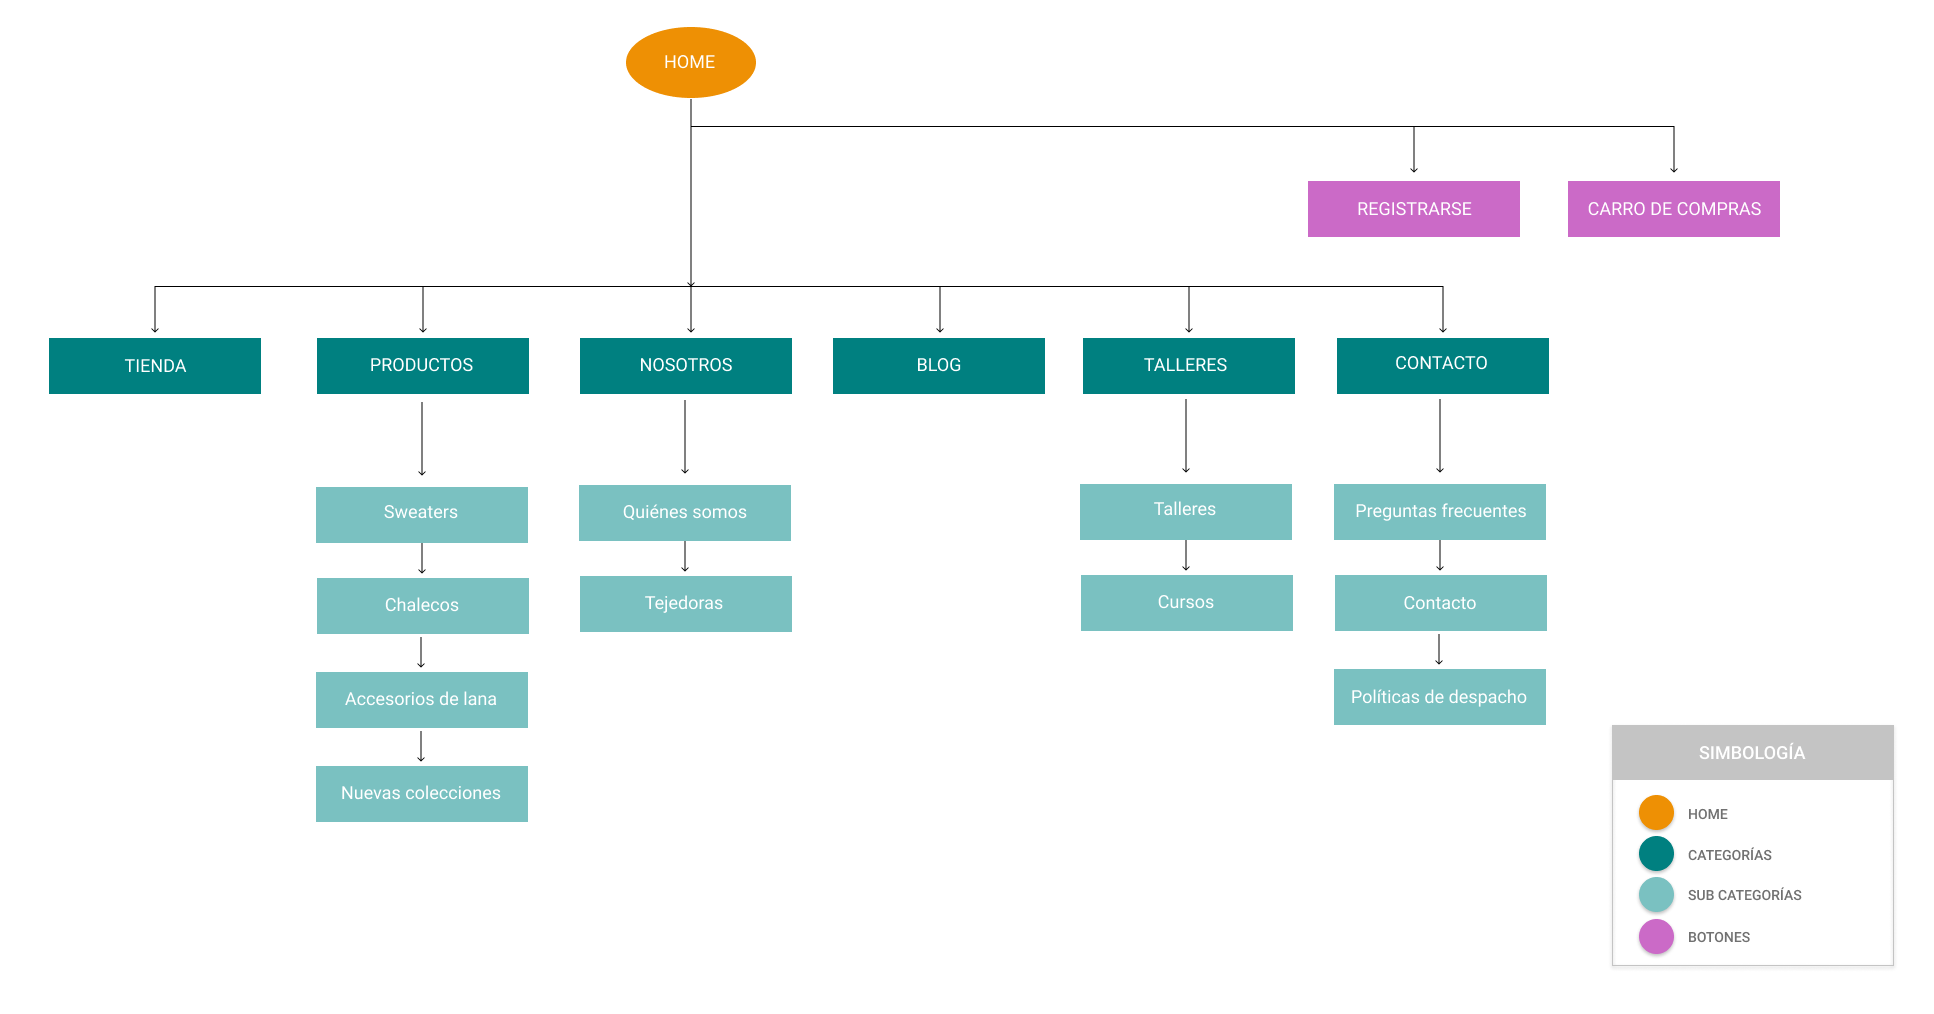 HOME
REGISTRARSE
CARRO DE COMPRAS
TIENDA
PRODUCTOS
NOSOTROS
BLOG
TALLERES
CONTACTO
Sweaters
Quiénes somos
Talleres
Preguntas frecuentes
Chalecos
Tejedoras
Cursos
Contacto
Accesorios de lana
Políticas de despacho
Nuevas colecciones
SIMBOLOGÍA
HOME
CATEGORÍAS
SUB CATEGORÍAS
BOTONES